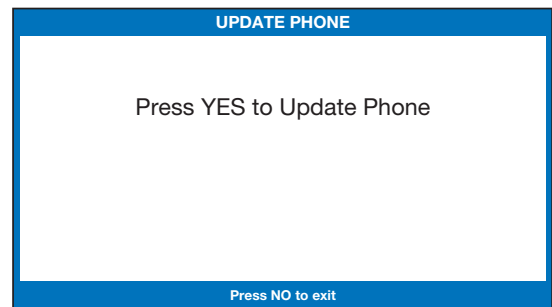 UPDATE PHONE
Press YES to Update Phone
Press NO to exit